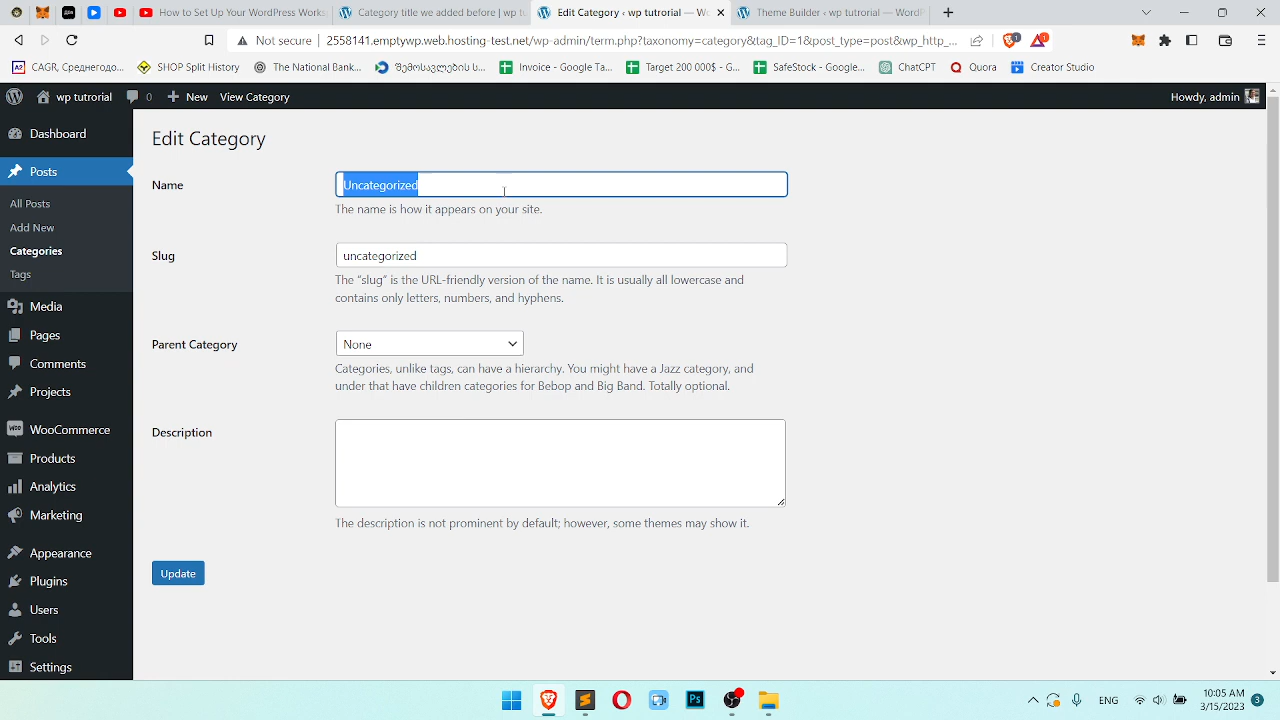 How to Set Up Your WordPress Works
Category title we added before ‹ wp t
Edit Category ‹ wp tutorial — Word
Theme Builder ‹ wp tutorial — WordP
Not secure
2558141.emptywp.web.hosting-test.net/wp-admin/term.php?taxonomy=category&tag_ID=1&post_type=post&wp_http_...
CAGR, Среднегодо...
SHOP Split History
The National Bank...
Invoice - Google Ta...
Target 200 000$ - G...
SafeStock - Google...
ChatCPT
Quora
Creator Studio
wp tutorial
0
New
View Category
Howdy, admin
Dashboard
Posts
All Posts
Add New
Categories
Tags
Media
Pages
Comments
Projects
WooCommerce
Products
Analytics
Marketing
Appearance
Plugins
Users
Tools
Settings
Edit Category
Name
Uncategorized
The name is how it appears on your site.
Slug
uncategorized
The “slug” is the URL-friendly version of the name. It is usually all lowercase and
contains only letters, numbers, and hyphens.
Parent Category
None
Categories, unlike tags, can have a hierarchy. You might have a Jazz category, and
under that have children categories for Bebop and Big Band. Totally optional.
Description
The description is not prominent by default; however, some themes may show it.
Update
ENG
10:05 AM
3/15/2023
3